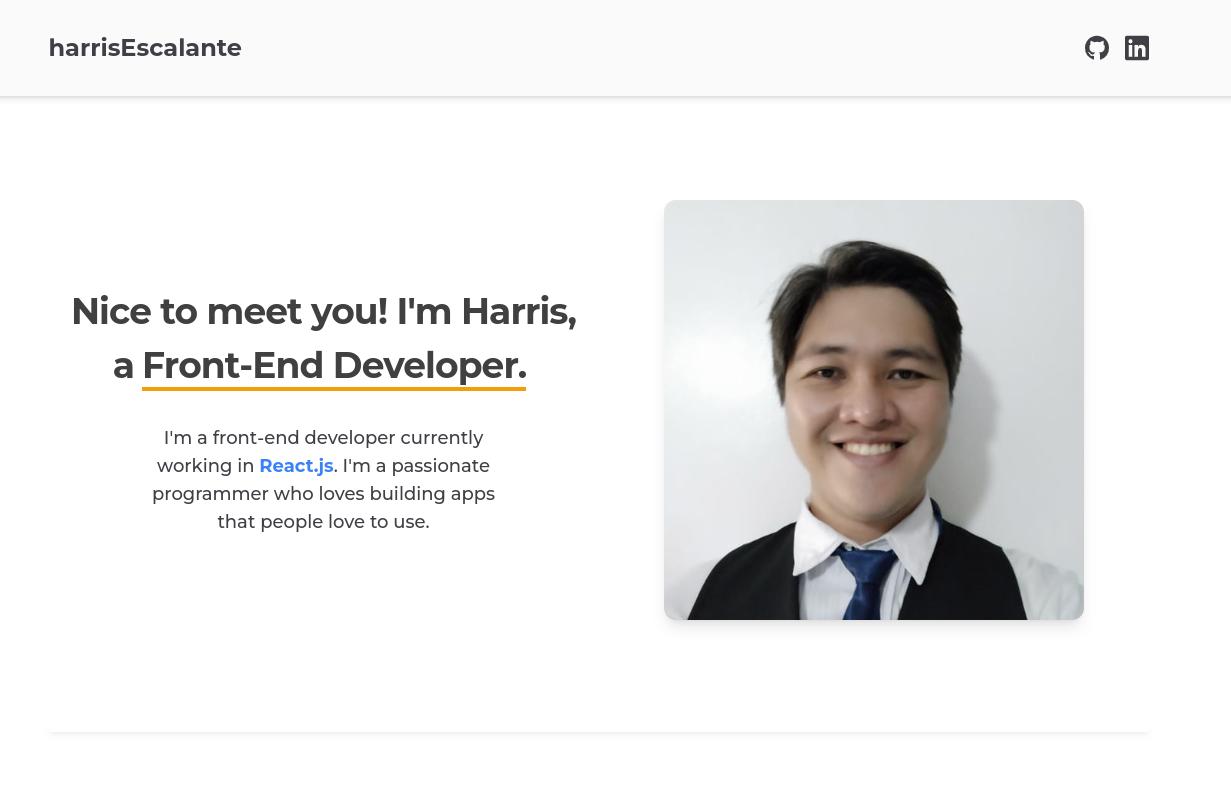 harrisEscalante
Nice to meet you! I'm Harris,
a Front-End Developer.
I'm a front-end developer currently
working in React.js. I'm a passionate
programmer who loves building apps
that people love to use.